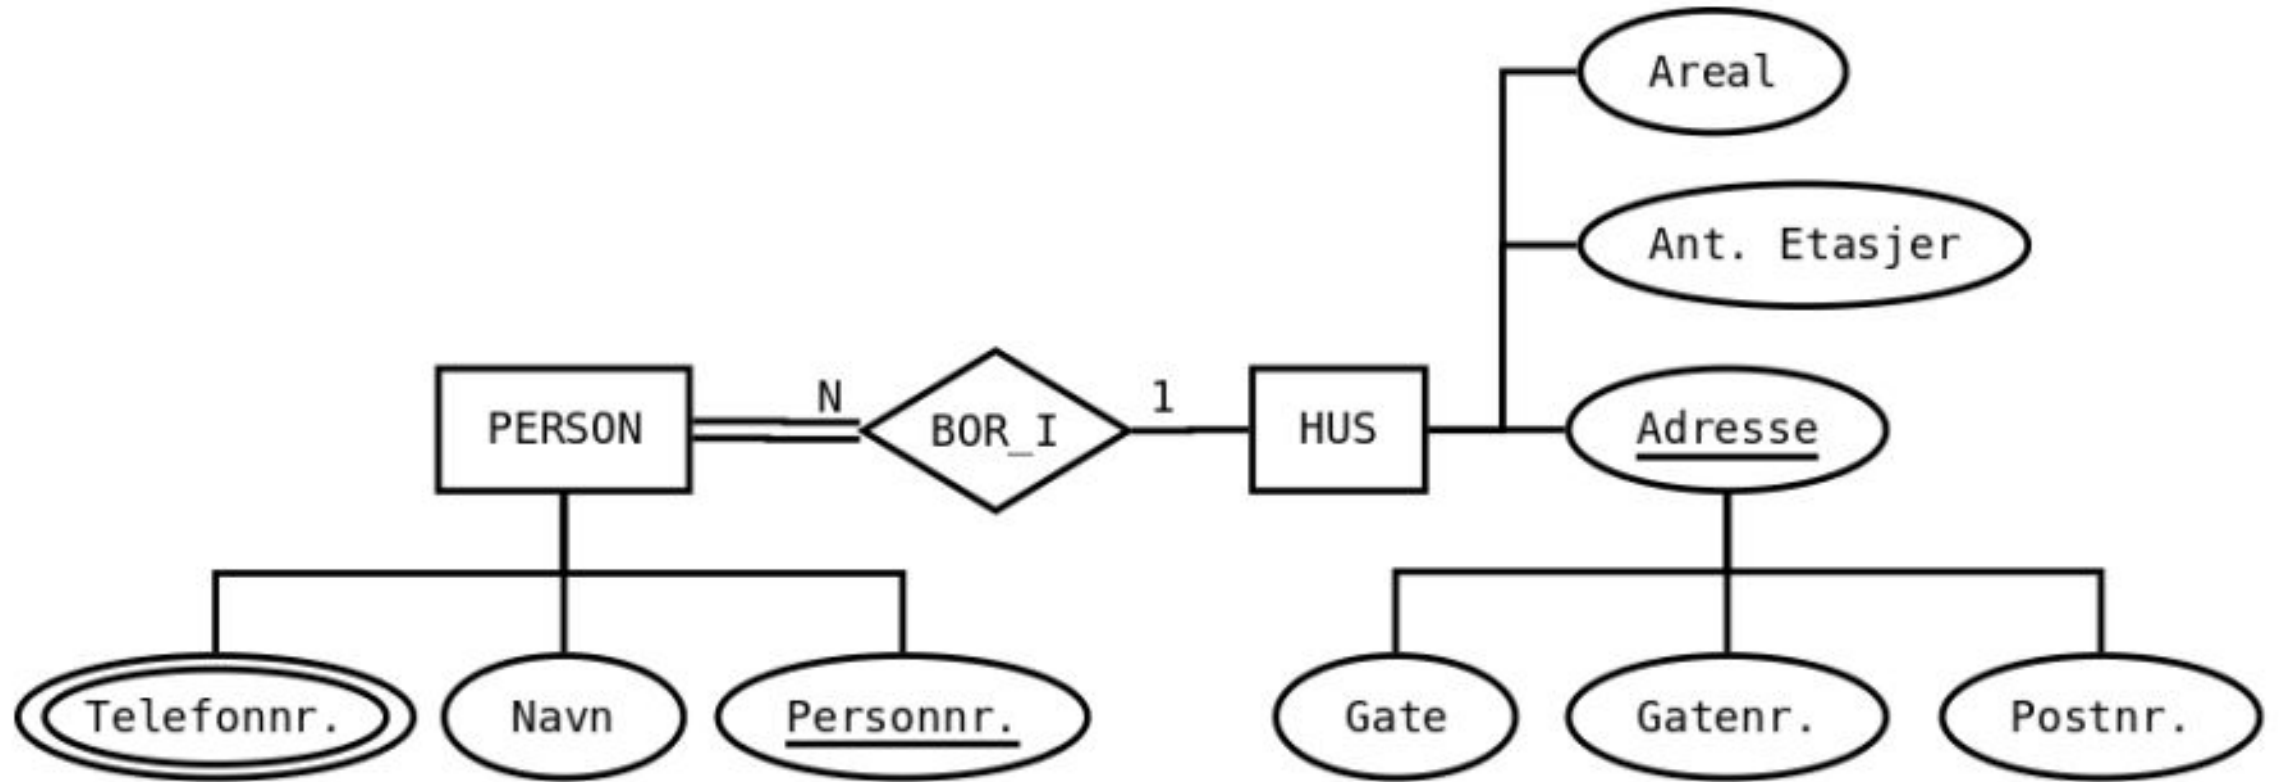 Areal
Ant. Etasjer
PERSON
N
BOR_I
1
HUS
Adresse
Telefonnr.
Navn
Personnr.
Gate
Gatenr.
Postnr.